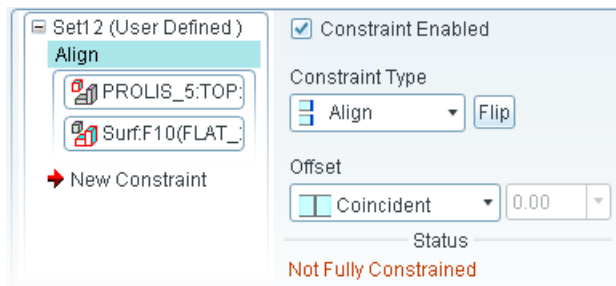 Set12 (User Defined )
Align
PROLIS_5:TOP:
Surf:F10(FLAT_
New Constraint
Constraint Enabled
Constraint Type
Align
Flip
Offset
Coincident
0.00
Status
Not Fully Constrained